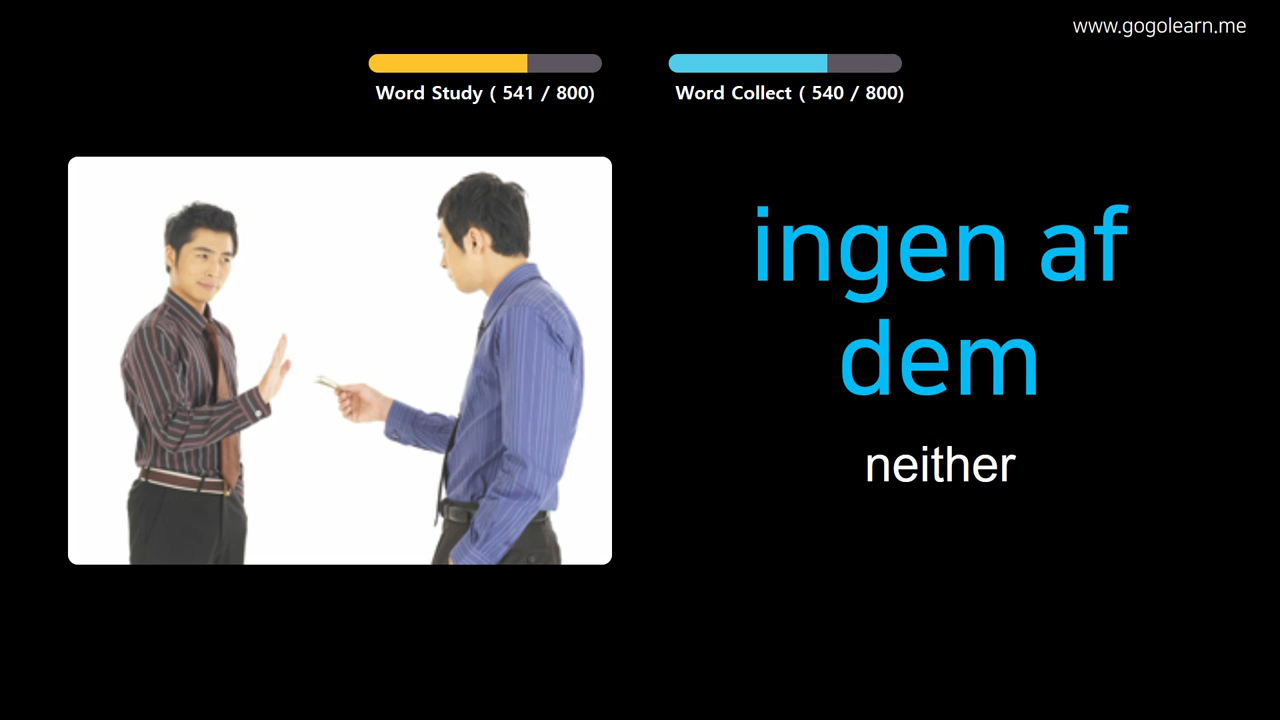 www.gogolearn.me
Word Study ( 541 / 800)
Word Collect ( 540 / 800)
ingen af
dem
neither